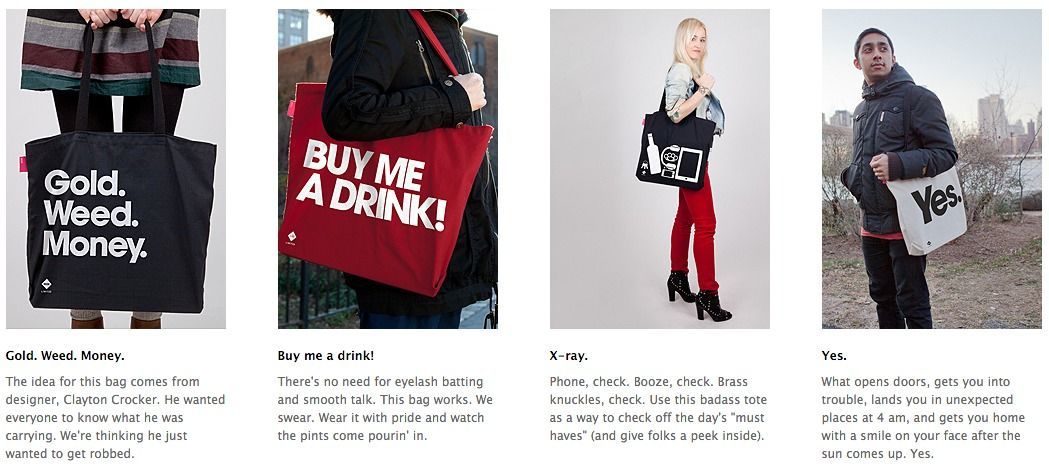 Gold.
Weed.
Money.
BUY ME
A DRINK!
Yes.
Gold. Weed. Money.
The idea for this bag comes from
designer, Clayton Crocker. He wanted
everyone to know what he was
carrying. We're thinking he just
wanted to get robbed.
Buy me a drink!
There's no need for eyelash batting
and smooth talk. This bag works. We
swear. Wear it with pride and watch
the pints come pourin' in.
X-ray.
Phone, check. Booze, check. Brass
knuckles, check. Use this badass tote
as a way to check off the day's "must
haves" (and give folks a peek inside).
Yes.
What opens doors, gets you into
trouble, lands you in unexpected
places at 4 am, and gets you home
with a smile on your face after the
sun comes up. Yes.